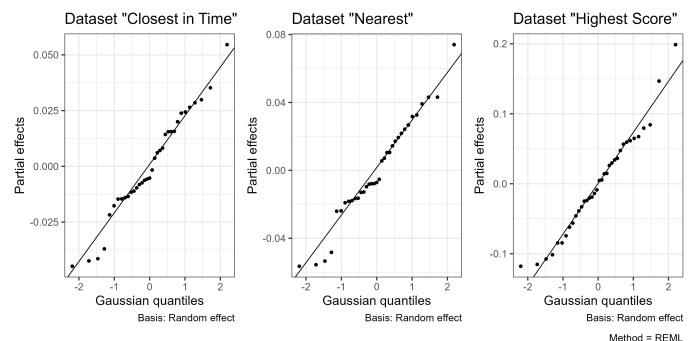 Dataset "Closest in Time"
Dataset "Nearest"
Dataset "Highest Score"
Partial effects
0.050
0.025
0.000
-0.025
-2
-1
0
1
2
Gaussian quantiles
Basis: Random effect
Partial effects
0.08
0.04
0.00
-0.04
-2
-1
0
1
2
Gaussian quantiles
Basis: Random effect
Partial effects
0.2
0.1
0.0
-0.1
-2
-1
0
1
2
Gaussian quantiles
Basis: Random effect
Method = REML